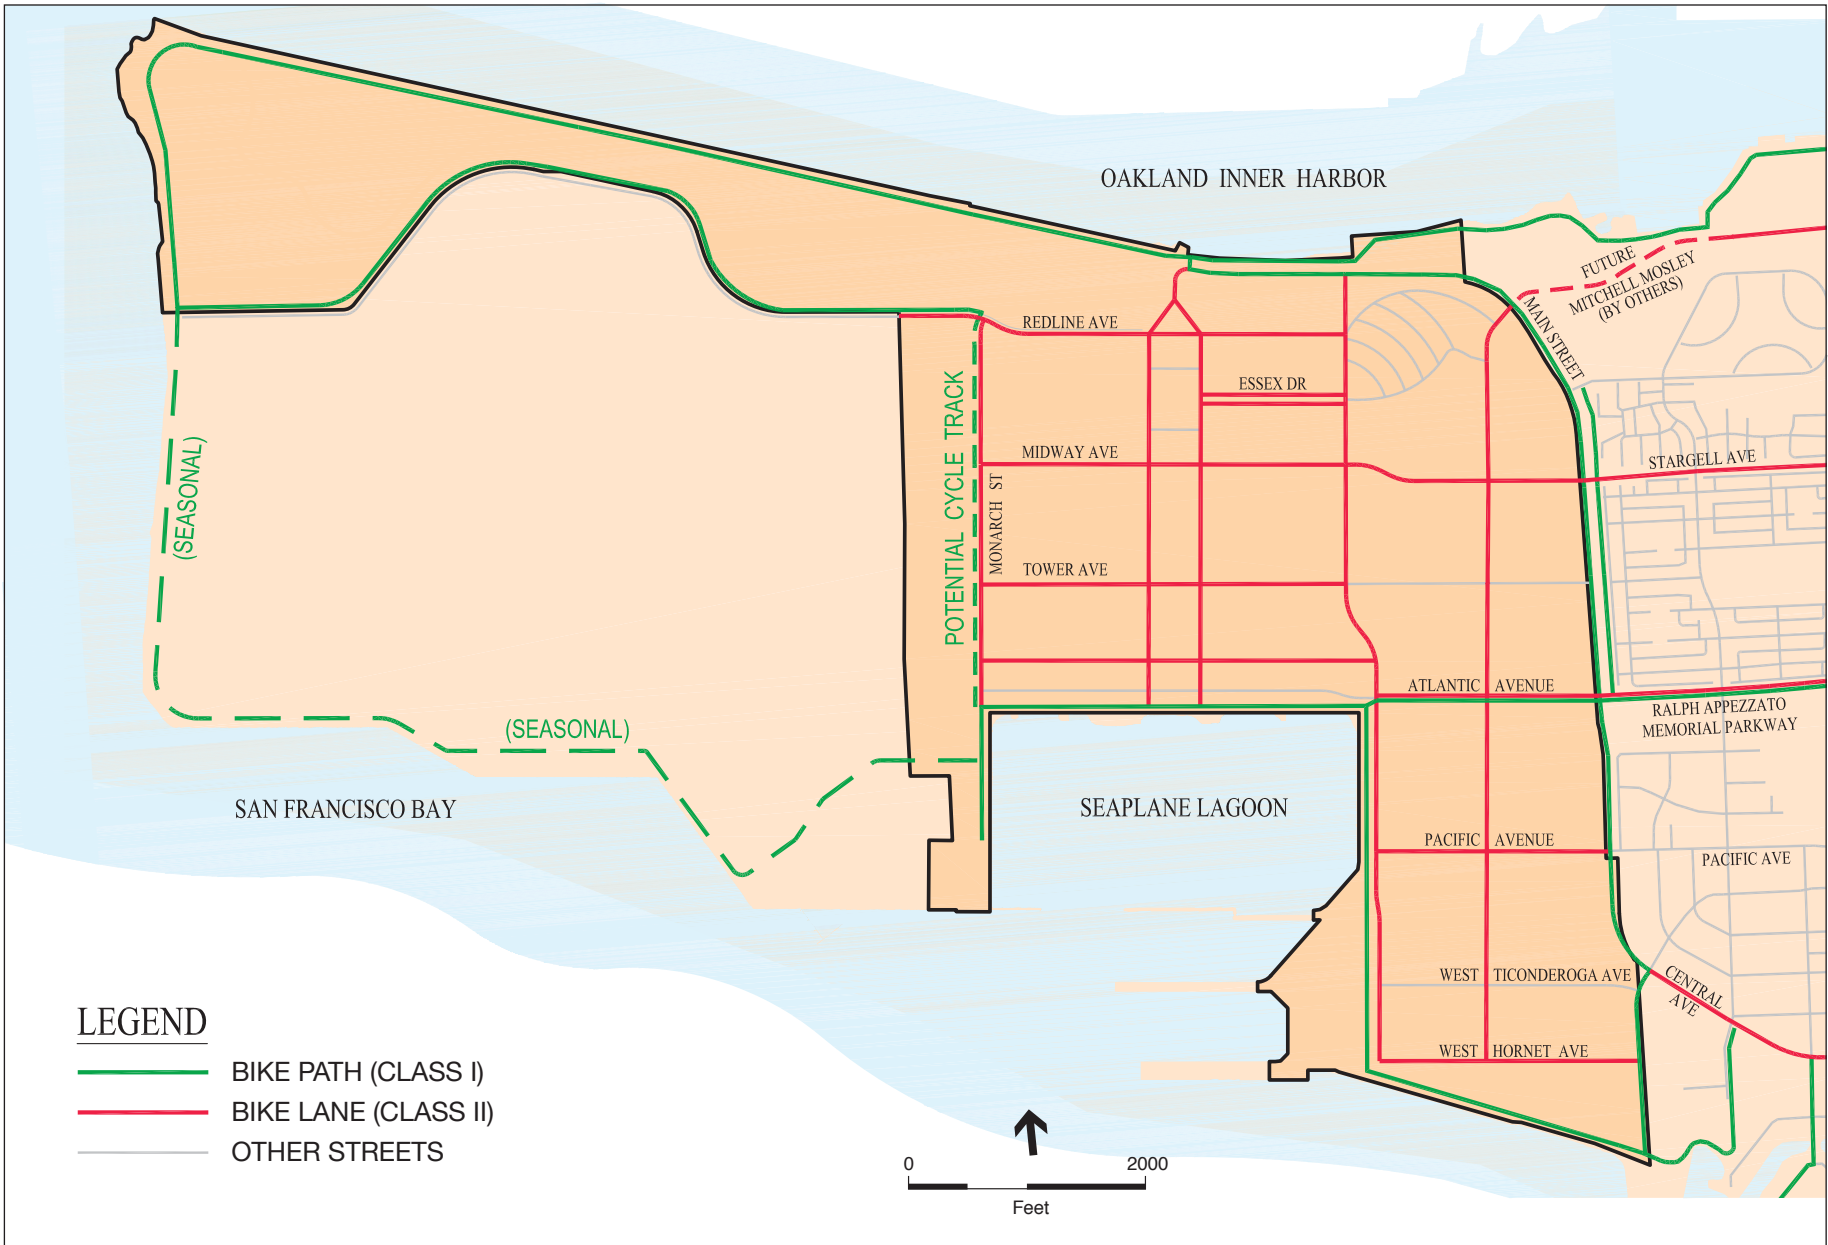 OAKLAND INNER HARBOR
FUTURE
MITCHELL MOSLEY
(BY OTHERS)
MAIN STREET
REDLINE AVE
ESSEX DR
POTENTIAL CYCLE TRACK
MONARCH ST
MIDWAY AVE
STARGELL AVE
(SEASONAL)
TOWER AVE
ATLANTIC AVENUE
RALPH APPEZZATO
MEMORIAL PARKWAY
(SEASONAL)
SAN FRANCISCO BAY
SEAPLANE LAGOON
PACIFIC AVENUE
PACIFIC AVE
WEST TICONDEROGA AVE
CENTRAL
AVE
WEST HORNET AVE
LEGEND
BIKE PATH (CLASS I)
BIKE LANE (CLASS II)
OTHER STREETS
0 2000
Feet